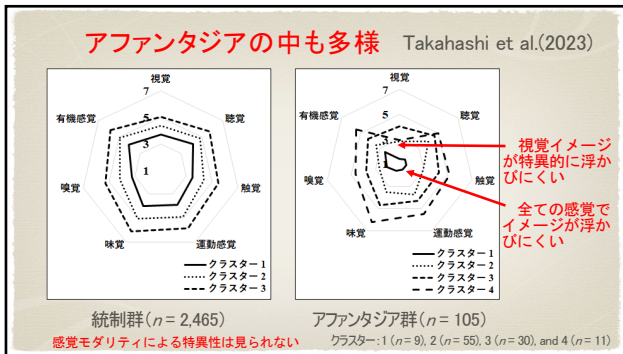 アファンタジアの中も多様 Takahashi et al.(2023)
視覚
7
5
3
1
聴覚
触覚
運動感覚
味覚
嗅覚
有機感覚
クラスター 1
クラスター 2
クラスター 3
視覚
7
5
3
1
聴覚
触覚
運動感覚
味覚
嗅覚
有機感覚
クラスター 1
クラスター 2
クラスター 3
クラスター 4
視覚イメージ
が特異的に浮か
びにくい
全ての感覚で
イメージが浮か
びにくい
統制群(n = 2,465)
アファンタジア群(n = 105)
感覚モダリティによる特異性は見られない
クラスター: 1 (n = 9), 2 (n = 55), 3 (n = 30), and 4 (n = 11)